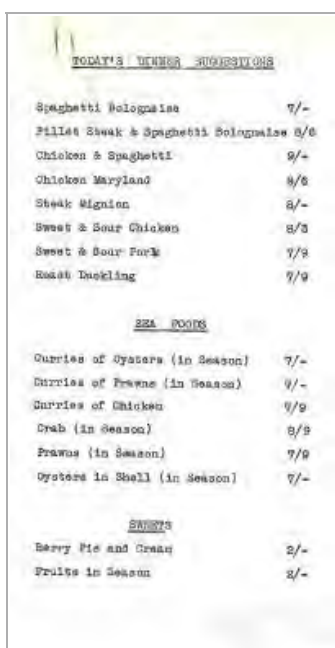 TODAY'S DINNER SUGGESTIONS
Spaghetti Bolognaise 7/-
Fillet Steak & Spaghetti Bolognaise 8/6
Chicken & Spaghetti 9/-
Chicken Maryland 8/6
Steak Mignion 8/-
Sweet & Sour Chicken
Sweet & Sour Pork 7/9
Roast Duckling 7/9
SEA FOODS
Curries of Oysters (in Season) 7/-
Curries of Prawns (in Season) 7/-
Curries of Chicken 7/9
Crab (in Season) 8/9
Prawns (in Season) 7/9
Oysters in Shell (in Season) 7/-
SWEETS
Berry Pie and Cream 2/-
Fruits in Season 2/-